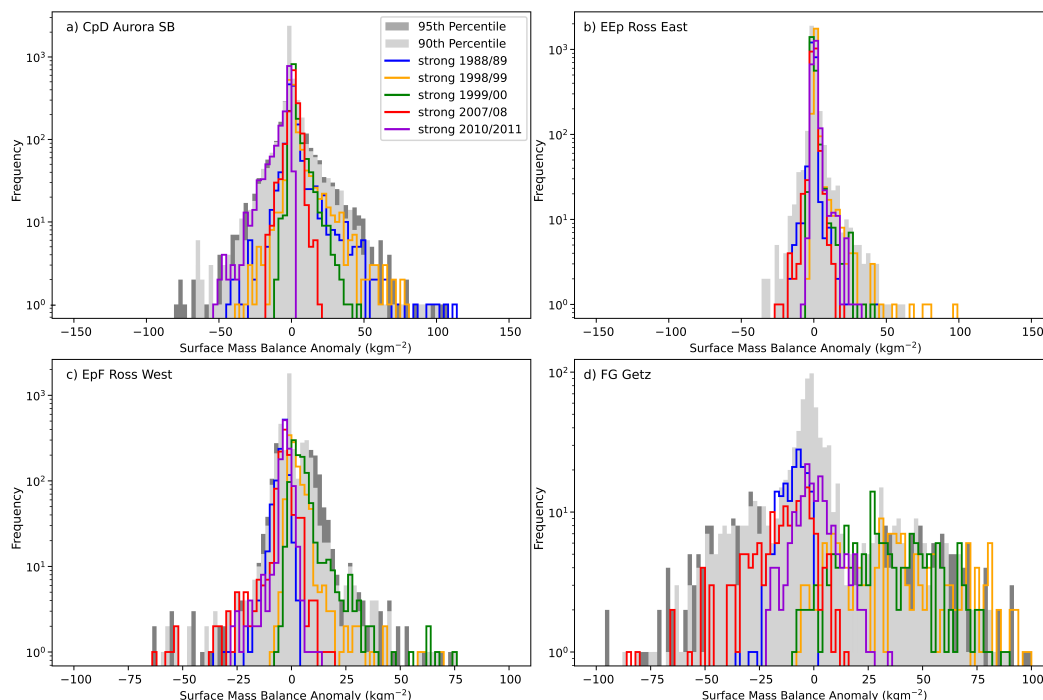 a) CpD Aurora SB
95th Percentile
90th Percentile
strong 1988/89
strong 1998/99
strong 1999/00
strong 2007/08
strong 2010/2011
Frequency
10³
10²
10¹
10⁰
−150 −100 −50 0 50 100 150
Surface Mass Balance Anomaly (kgm⁻²)
b) EEp Ross East
Frequency
10³
10²
10¹
10⁰
−150 −100 −50 0 50 100 150
Surface Mass Balance Anomaly (kgm⁻²)
c) EpF Ross West
Frequency
10³
10²
10¹
10⁰
−100 −75 −50 −25 0 25 50 75 100
Surface Mass Balance Anomaly (kgm⁻²)
d) FG Getz
Frequency
10²
10¹
10⁰
−100 −75 −50 −25 0 25 50 75 100
Surface Mass Balance Anomaly (kgm⁻²)